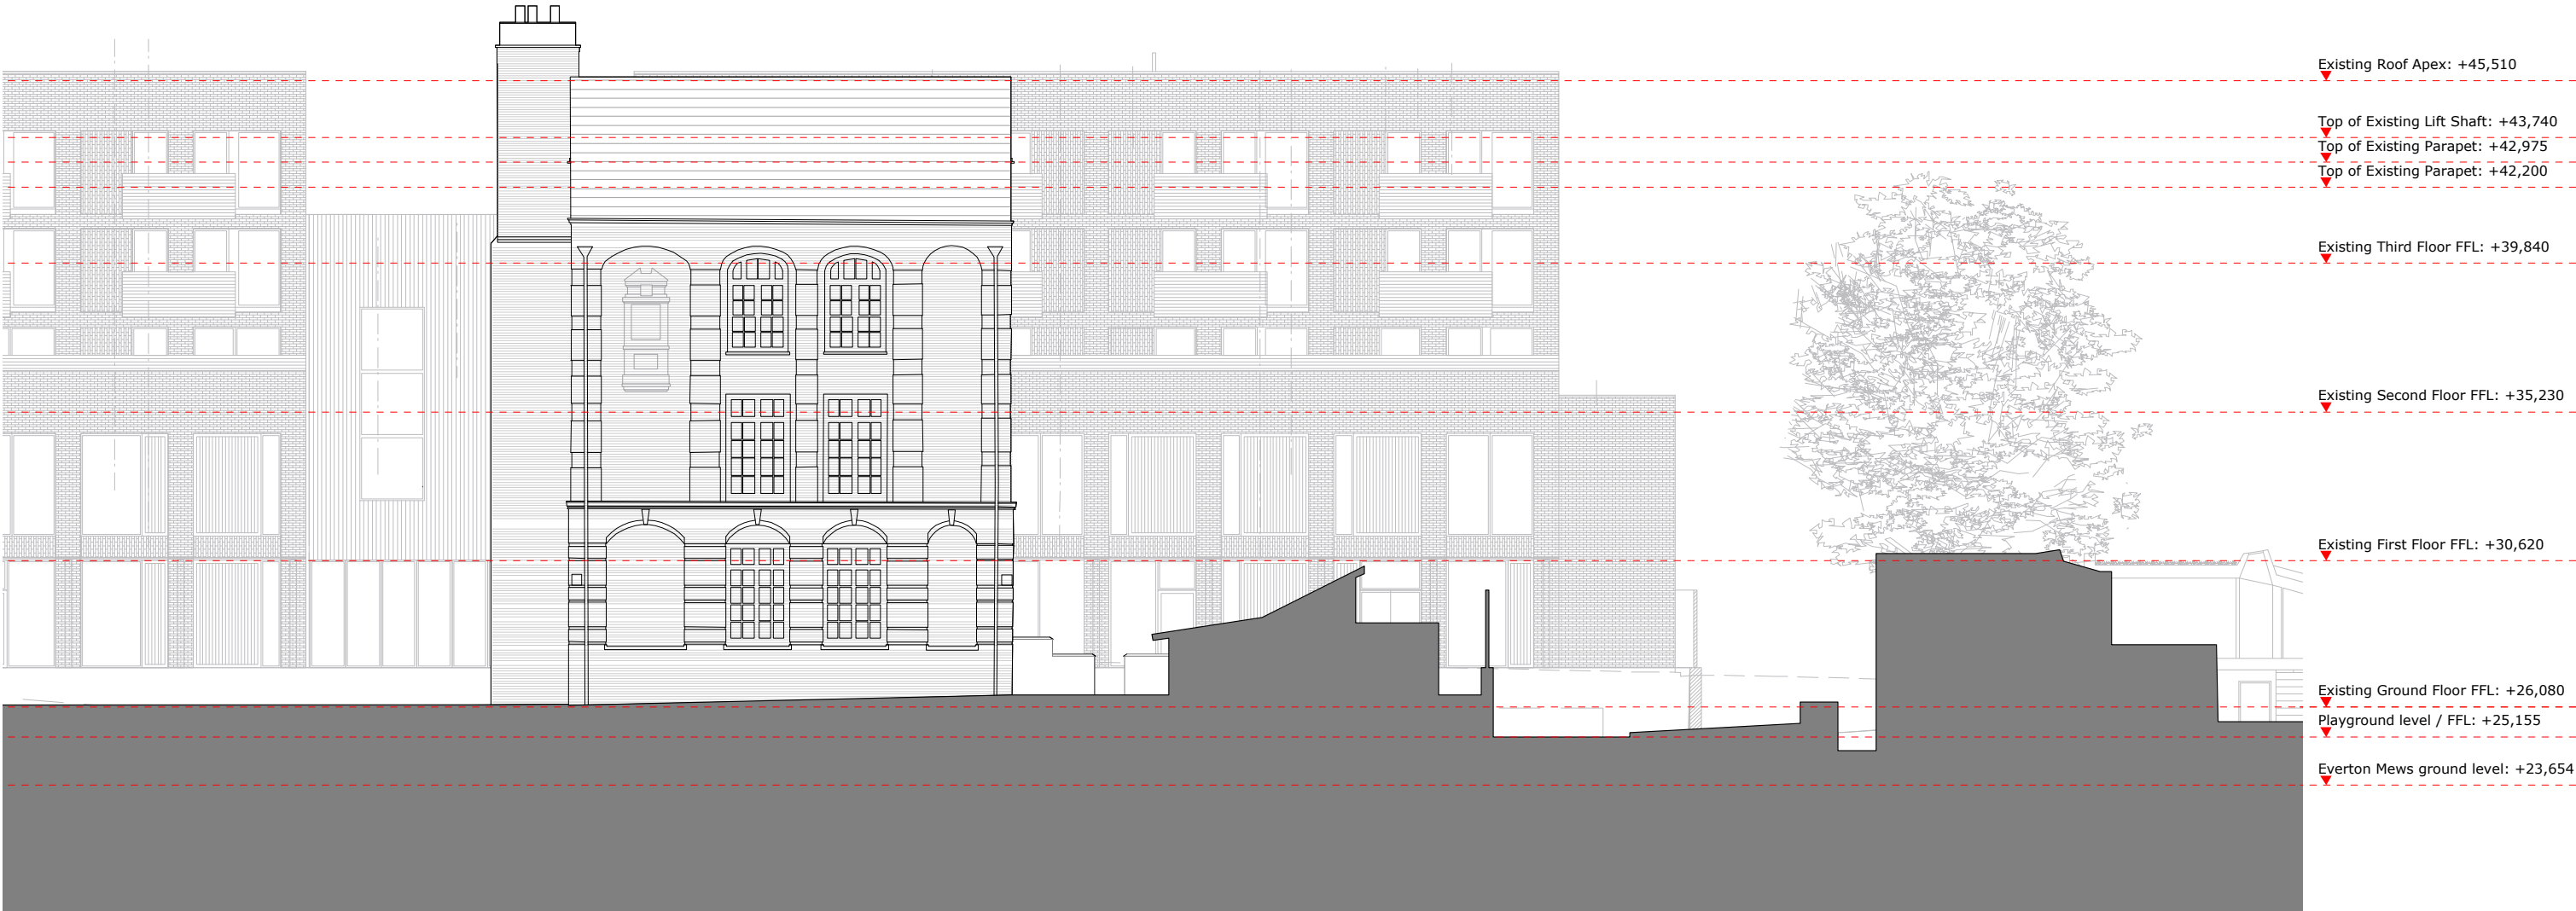 Existing Roof Apex: +45,510
Top of Existing Lift Shaft: +43,740
Top of Existing Parapet: +42,975
Top of Existing Parapet: +42,200
Existing Third Floor FFL: +39,840
Existing Second Floor FFL: +35,230
Existing First Floor FFL: +30,620
Existing Ground Floor FFL: +26,080
Playground level / FFL: +25,155
Everton Mews ground level: +23,654